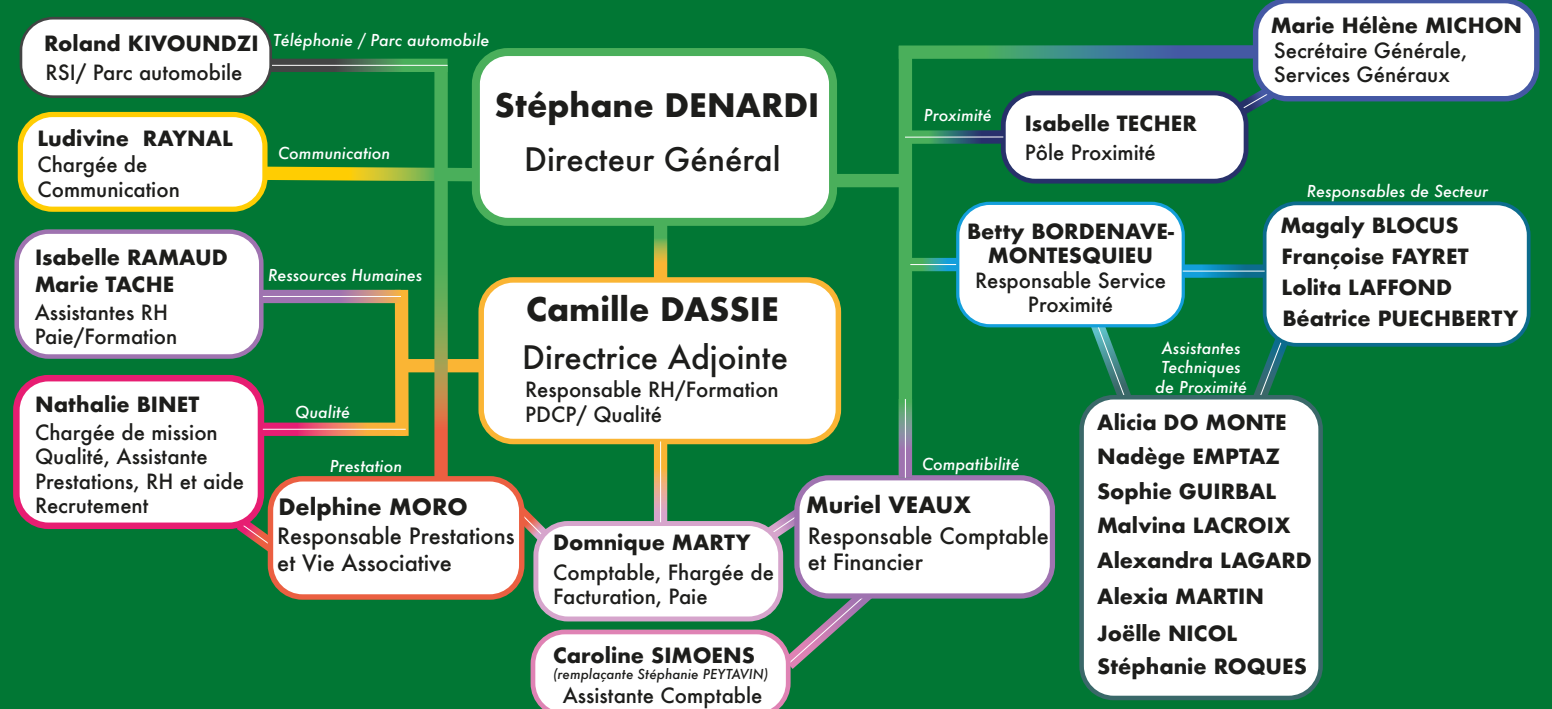 Roland KIVOUNDZI
RSI/ Parc automobile
Téléphonie / Parc automobile
Ludivine RAYNAL
Chargée de
Communication
Communication
Isabelle RAMAUD
Marie TACHE
Assistantes RH
Paie/Formation
Ressources Humaines
Nathalie BINET
Chargée de mission
Qualité, Assistante
Prestations, RH et aide
Recrutement
Qualité
Stéphane DENARDI
Directeur Général
Camille DASSIE
Directrice Adjointe
Responsable RH/Formation
PDCP/ Qualité
Prestation
Delphine MORO
Responsable Prestations
et Vie Associative
Domnique MARTY
Comptable, Fhargée de
Facturation, Paie
Caroline SIMOENS
(remplaçante Stéphanie PEYTAVIN)
Assistante Comptable
Compatibilité
Muriel VEAUX
Responsable Comptable
et Financier
Marie Hélène MICHON
Secrétaire Générale,
Services Généraux
Proximité
Isabelle TECHER
Pôle Proximité
Betty BORDENAVE-
MONTESQUIEU
Responsable Service
Proximité
Responsables de Secteur
Magaly BLOCUS
Françoise FAYRET
Lolita LAFFOND
Béatrice PUECHBERTY
Assistantes
Techniques
de Proximité
Alicia DO MONTE
Nadège EMPTAZ
Sophie GUIRBAL
Malvina LACROIX
Alexandra LAGARD
Alexia MARTIN
Joëlle NICOL
Stéphanie ROQUES